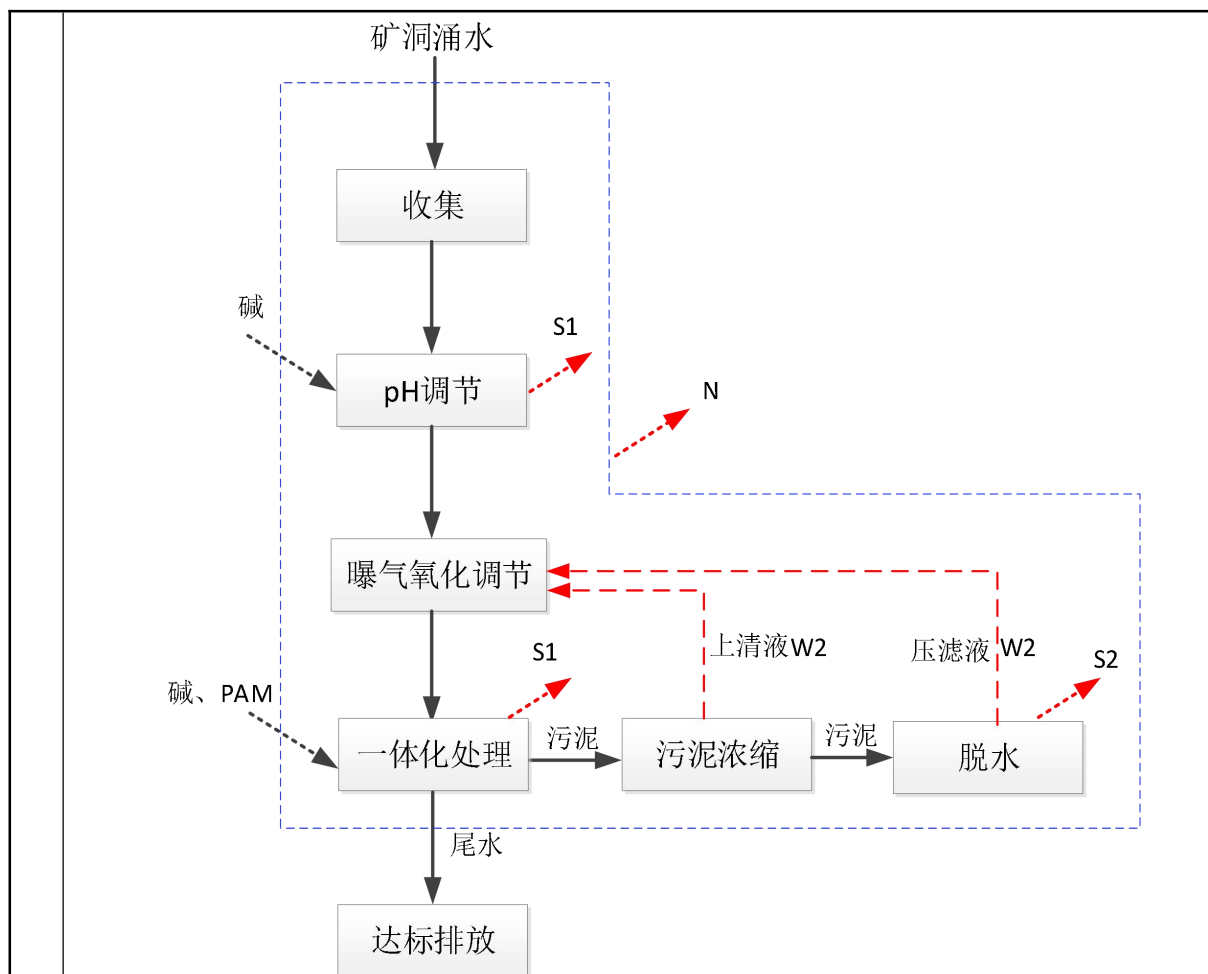 矿洞涌水
收集
碱
S1
pH调节
N
曝气氧化调节
上清液W2
压滤液 W2
S1
S2
碱、PAM
一体化处理
污泥
污泥浓缩
污泥
脱水
尾水
达标排放